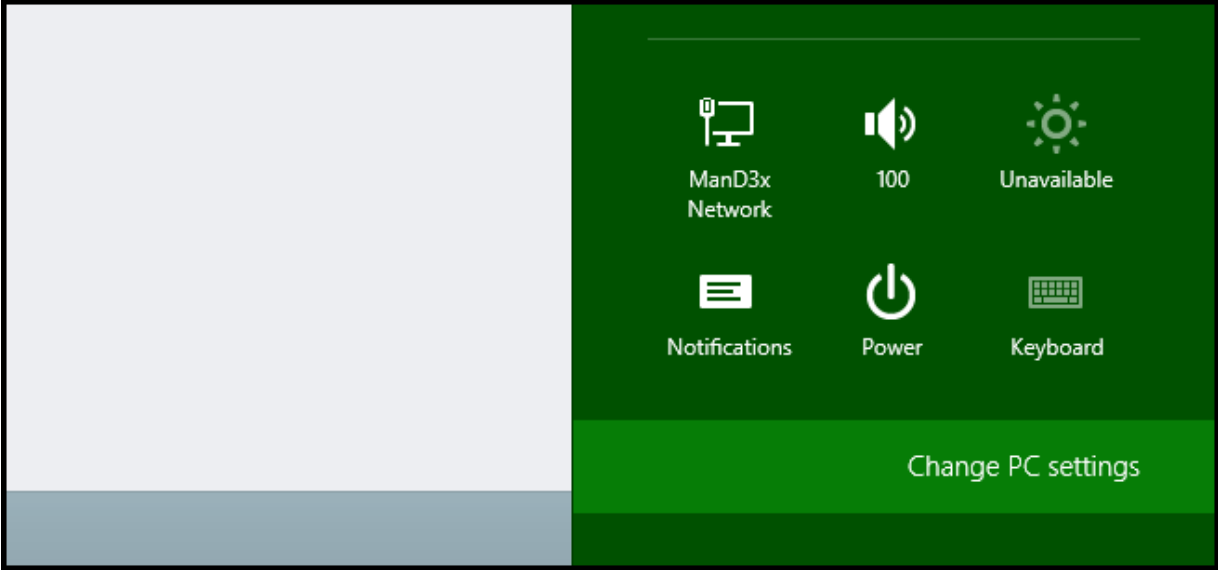 ManD3x
Network
100
Unavailable
Notifications
Power
Keyboard
Change PC settings